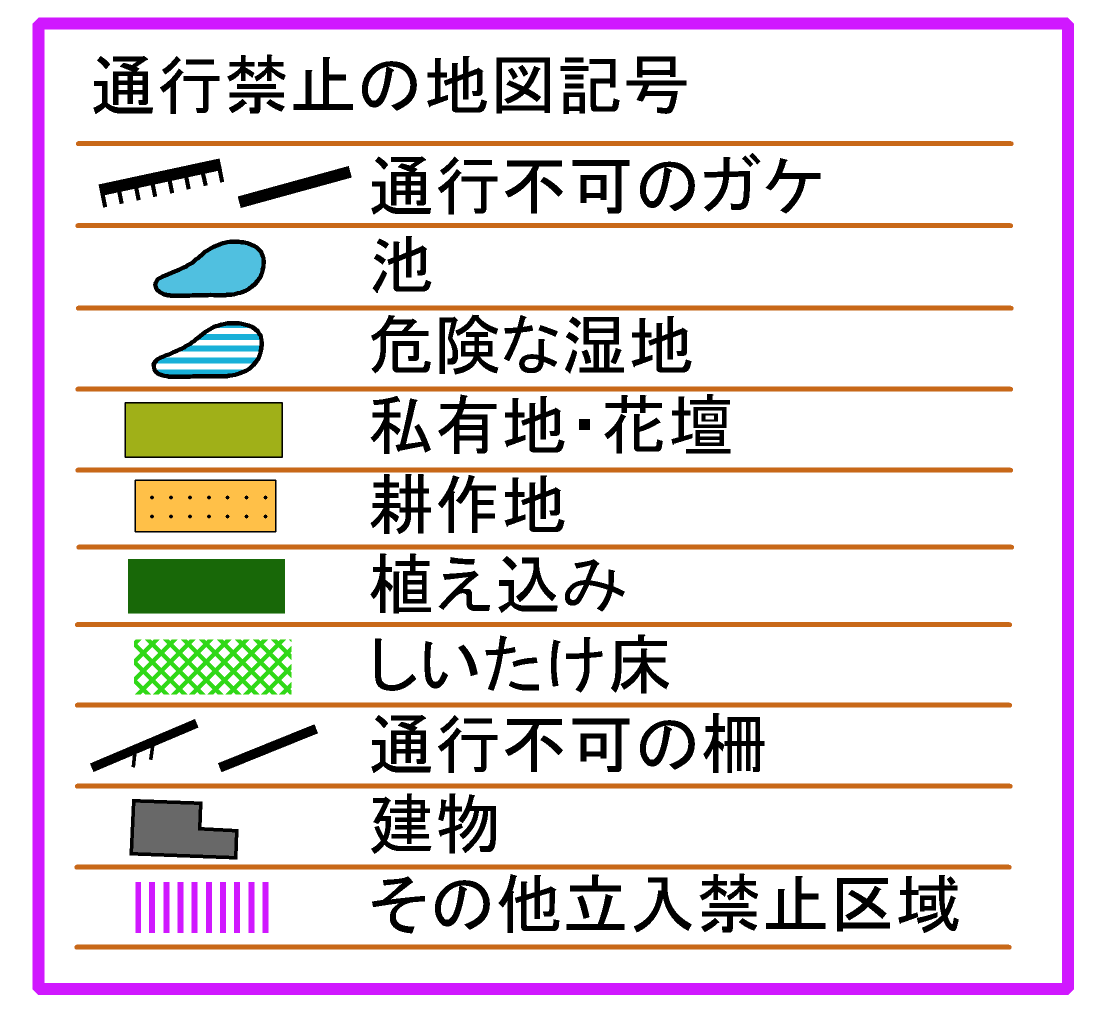 通行禁止の地図記号
通行不可のガケ
池
危険な湿地
私有地・花壇
耕作地
植え込み
しいたけ床
通行不可の柵
建物
その他立入禁止区域